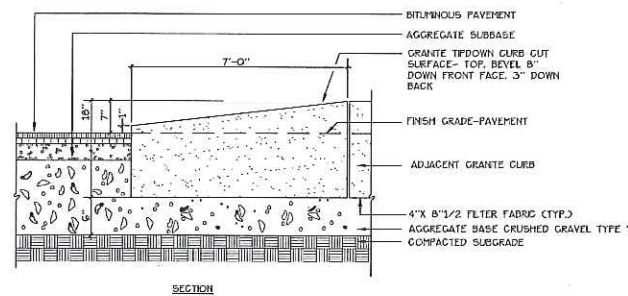 BITUMINOUS PAVEMENT
AGGREGATE SUBBASE
GRANTE TIPDOWN CURB CUT
SURFACE- TOP, BEVEL 8"
DOWN FRONT FACE, 3" DOWN
BACK
7'-0"
18"
7"
1"
FINISH GRADE-PAVEMENT
ADJACENT GRANTE CURB
6"
4"X 8"1/2 FILTER FABRIC (TYP.)
AGGREGATE BASE CRUSHED GRAVEL TYPE
COMPACTED SUBGRADE
SECTION